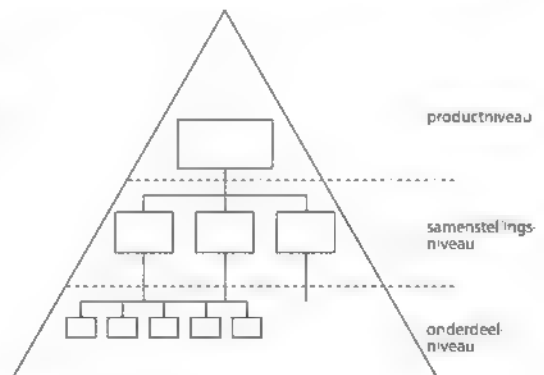 productniveau
samenstellings-
niveau
onderdeel-
niveau